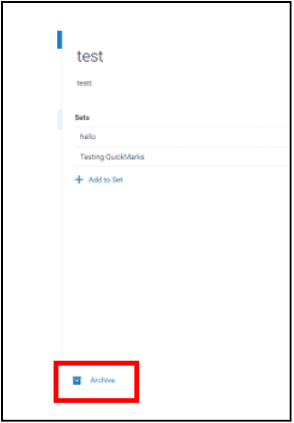 test
testt
Sets
hello
Testing QuickMarks
Add to Set
Archive